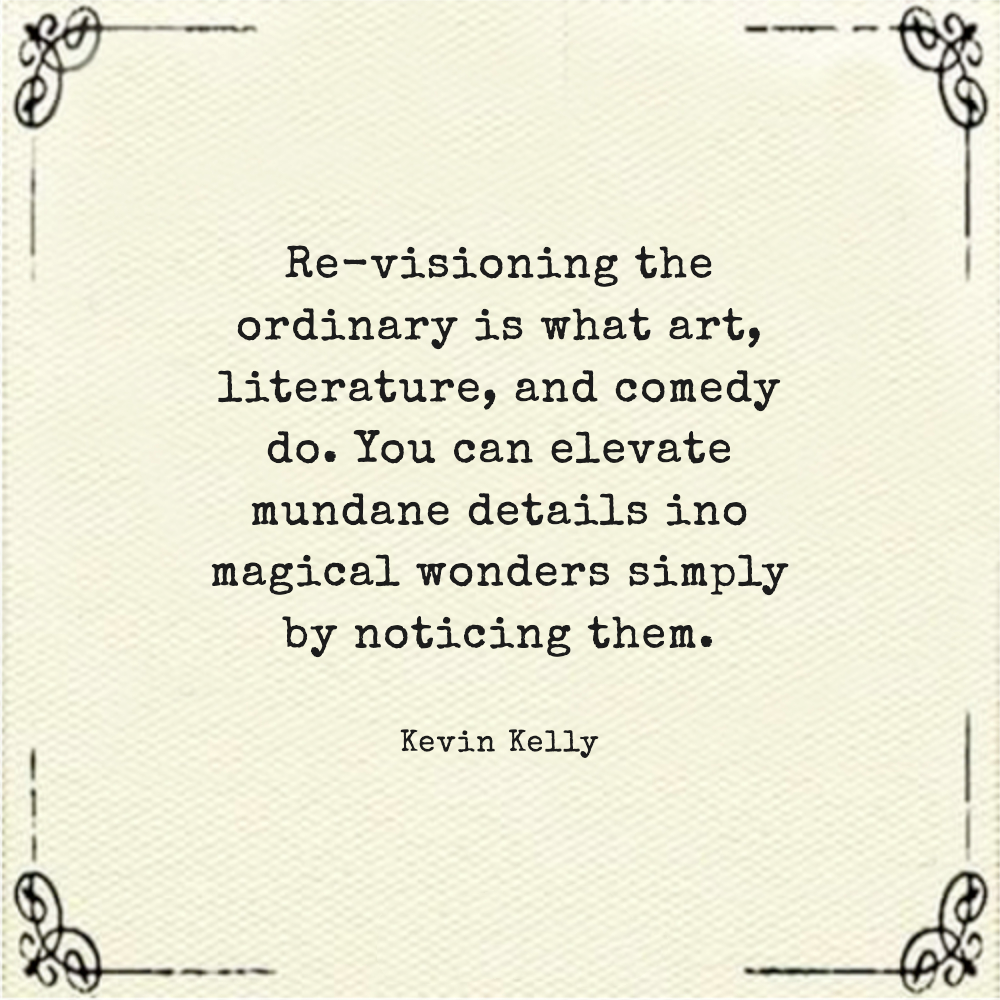 Re-visioning the
ordinary is what art,
literature, and comedy
do. You can elevate
mundane details ino
magical wonders simply
by noticing them.
Kevin Kelly